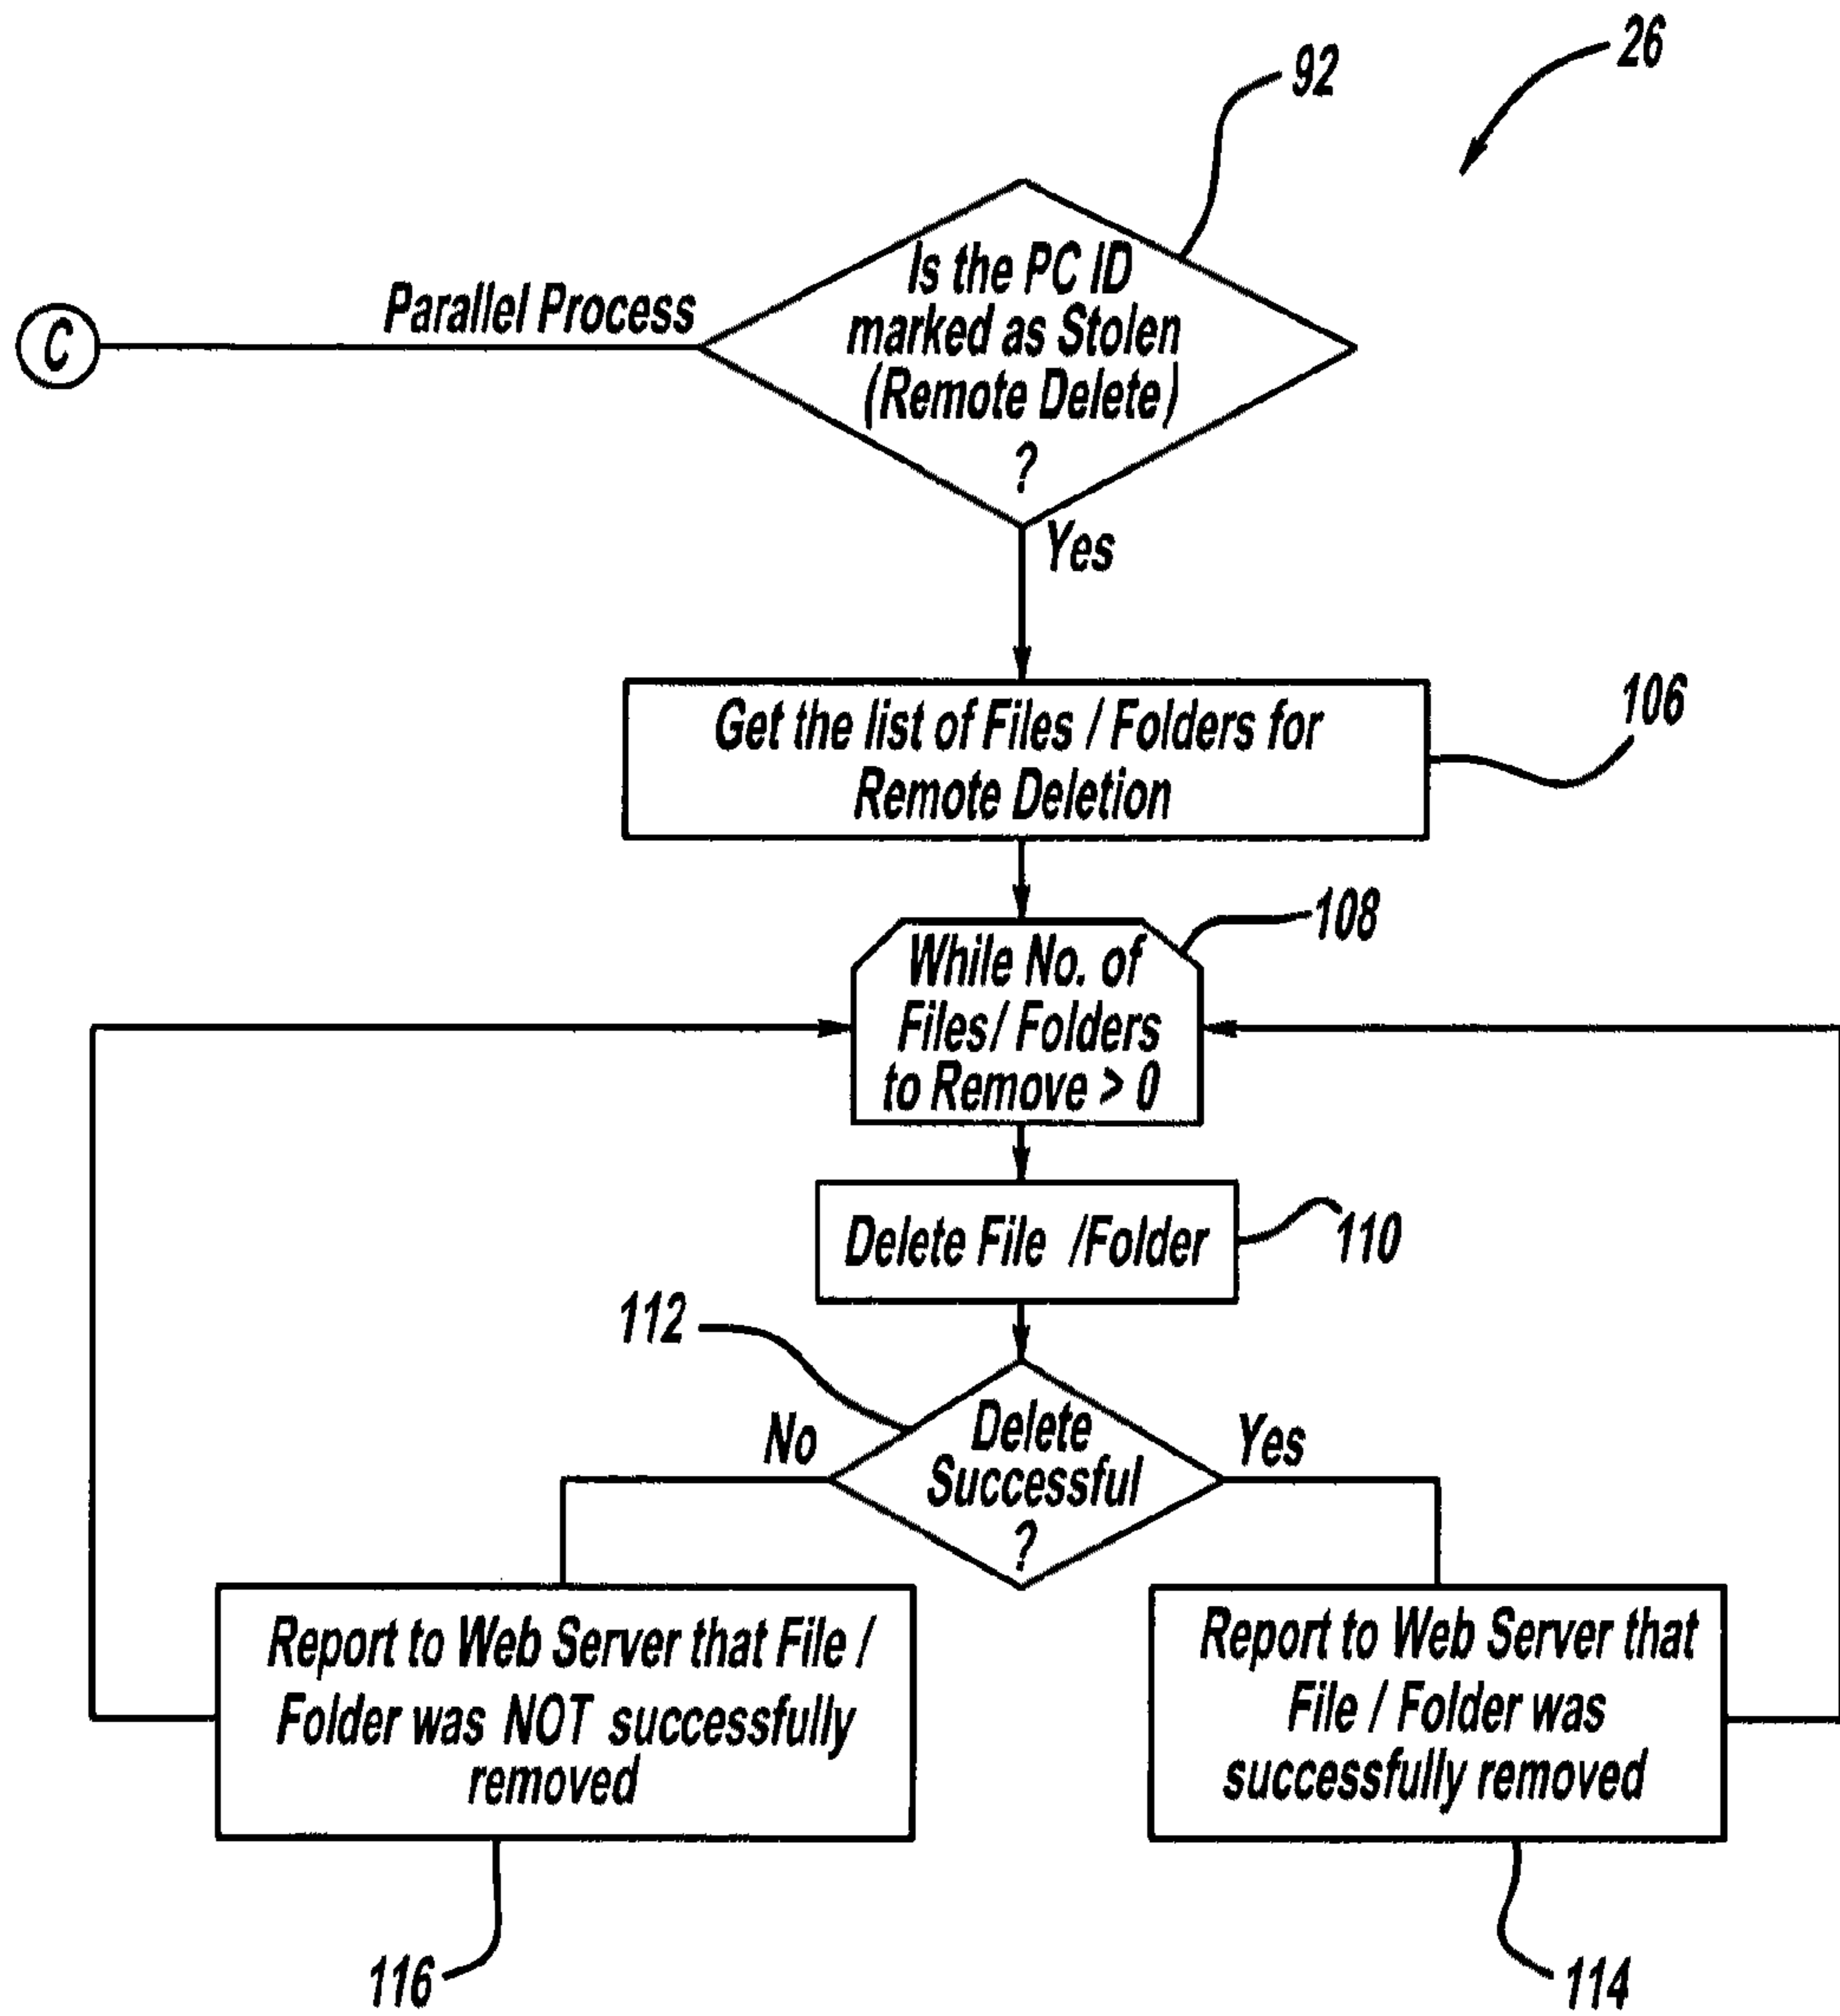 26
92
C
Parallel Process
Is the PC ID
marked as Stolen
(Remote Delete)
?
Yes
106
Get the list of Files / Folders for
Remote Deletion
108
While No. of
Files/ Folders
to Remove > 0
Delete File /Folder
110
112
No
Delete
Successful
?
Yes
Report to Web Server that File /
Folder was NOT successfully
removed
Report to Web Server that
File / Folder was
successfully removed
116
114